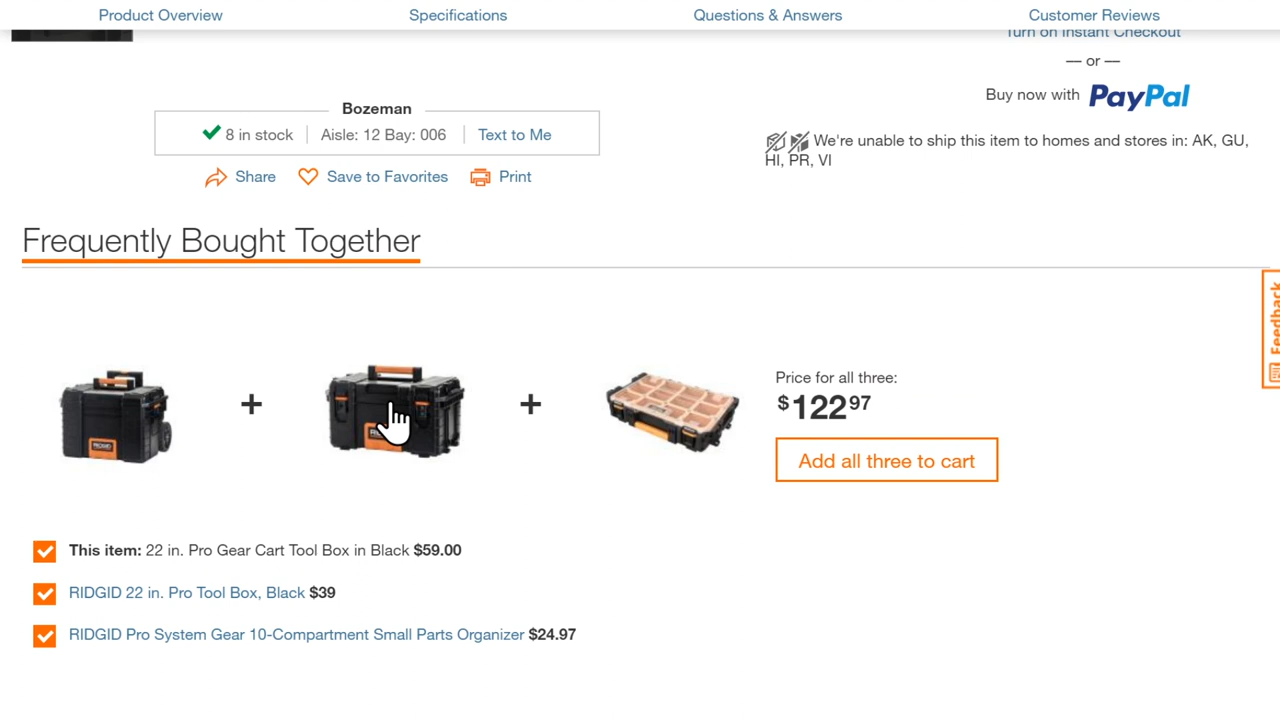 Product Overview Specifications Questions & Answers Customer Reviews
Turn on Instant Checkout
— or —
Buy now with PayPal
Bozeman
8 in stock Aisle: 12 Bay: 006 Text to Me
We're unable to ship this item to homes and stores in: AK, GU,
HI, PR, VI
Share Save to Favorites Print
Frequently Bought Together
Feedback
+ +
RIDGID
Price for all three:
$122 97
Add all three to cart
This item: 22 in. Pro Gear Cart Tool Box in Black $59.00
RIDGID 22 in. Pro Tool Box, Black $39
RIDGID Pro System Gear 10-Compartment Small Parts Organizer $24.97